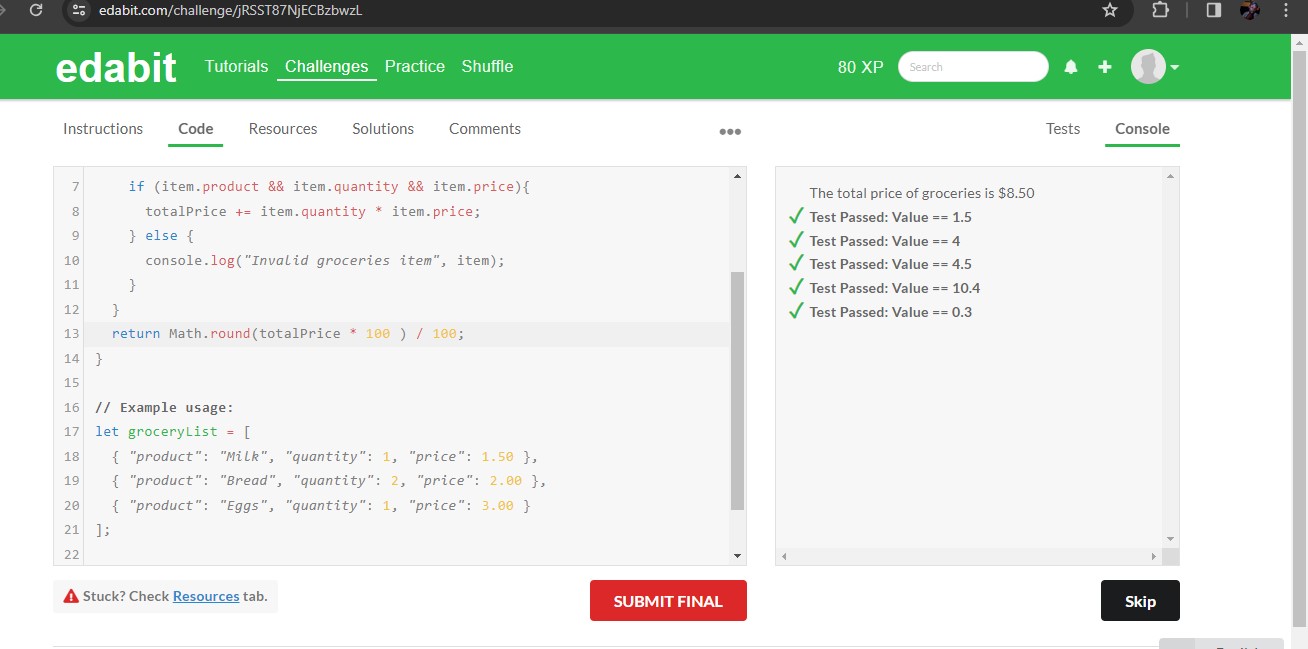 edabit.com/challenge/jRSST87NjECBzbwzL
edabit Tutorials Challenges Practice Shuffle 80 XP Search
Instructions Code Resources Solutions Comments Tests Console
7 if (item.product && item.quantity && item.price){
8 totalPrice += item.quantity * item.price;
9 } else {
10 console.log("Invalid groceries item", item);
11 }
12 }
13 return Math.round(totalPrice * 100 ) / 100;
14 }
15
16 // Example usage:
17 let groceryList = [
18 { "product": "Milk", "quantity": 1, "price": 1.50 },
19 { "product": "Bread", "quantity": 2, "price": 2.00 },
20 { "product": "Eggs", "quantity": 1, "price": 3.00 }
21 ];
22
The total price of groceries is $8.50
Test Passed: Value == 1.5
Test Passed: Value == 4
Test Passed: Value == 4.5
Test Passed: Value == 10.4
Test Passed: Value == 0.3
Stuck? Check Resources tab.
SUBMIT FINAL
Skip